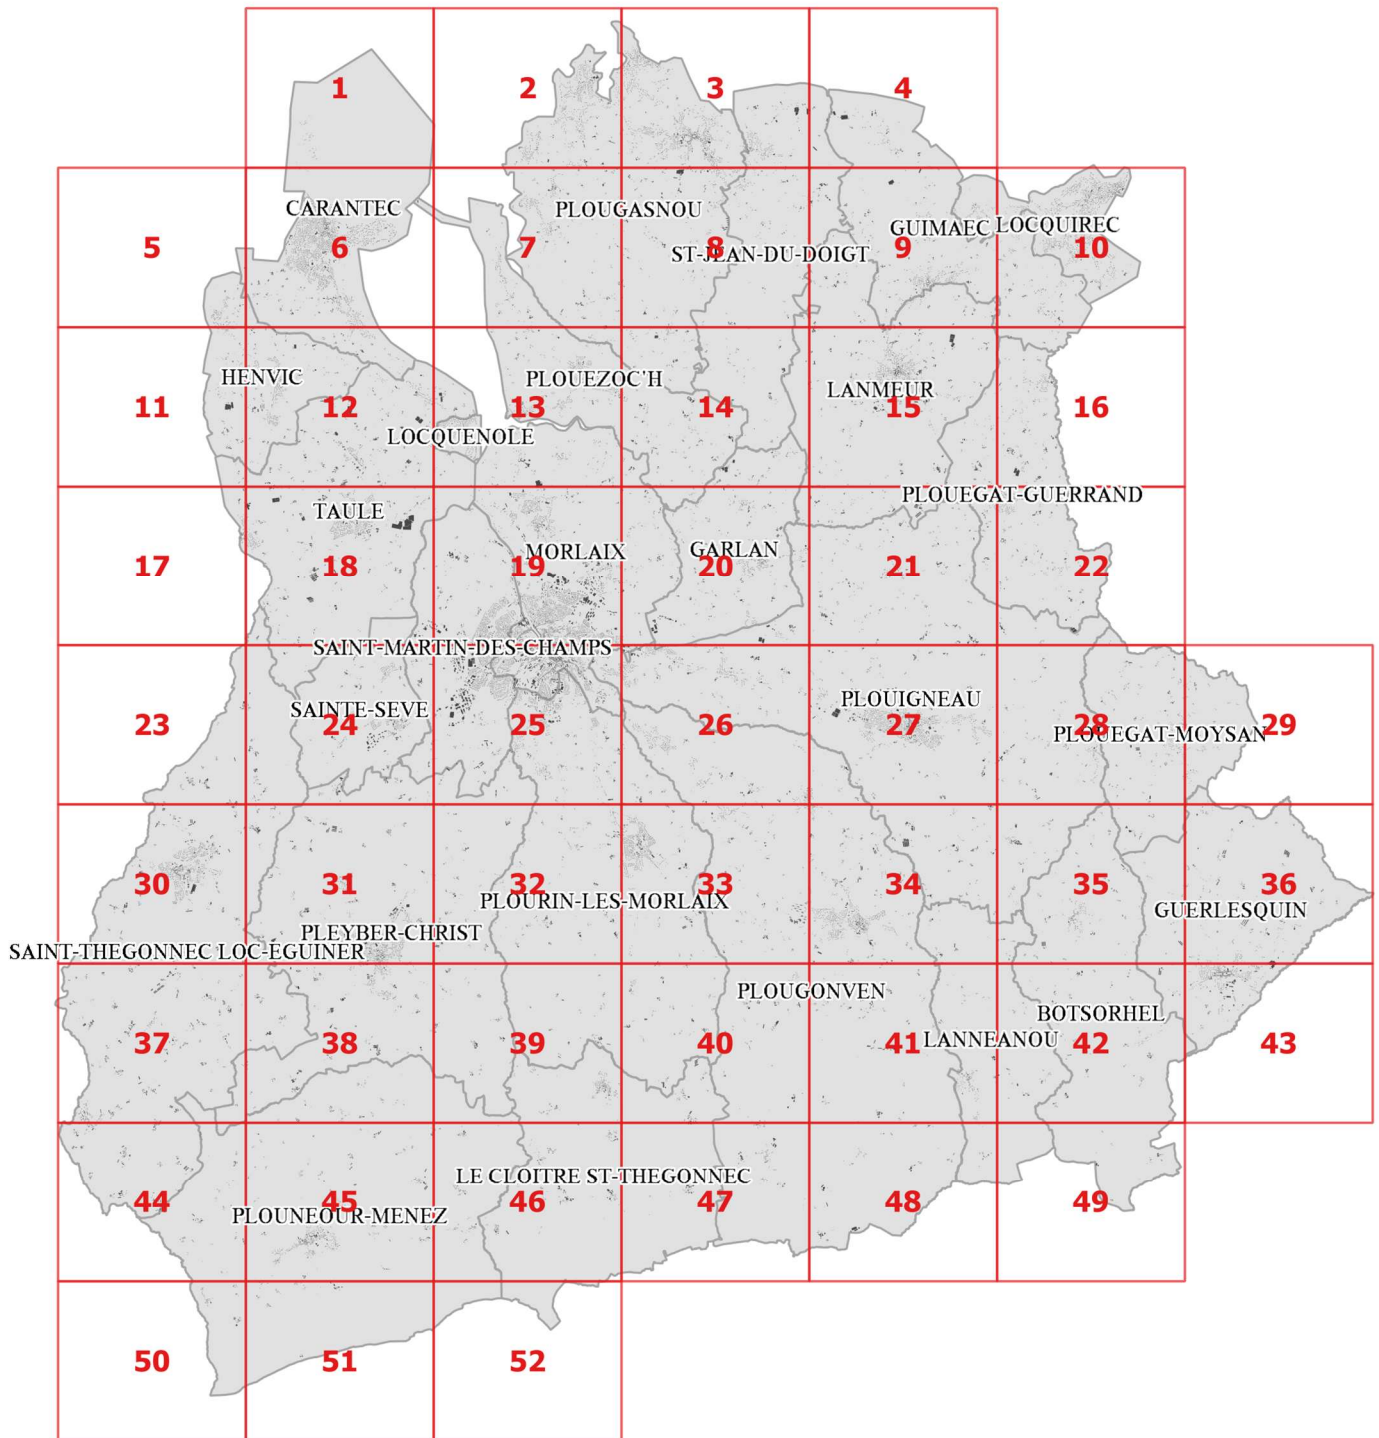 1
2
3
4
CARANTEC
PLOUGASNOU
GUIMAEC
LOCQUIREC
5
6
7
8
ST-JEAN-DU-DOIGT
9
10
HENVIC
PLOUEZOC'H
LANMEUR
11
12
13
14
15
16
LOCQUENOLE
PLOUEGAT-GUERRAND
TAULE
MORLAIX
GARLAN
17
18
19
20
21
22
SAINT-MARTIN-DES-CHAMPS
PLOUIGNEAU
SAINTE-SEVE
23
24
25
26
27
28
29
PLOUEGAT-MOYSAN
30
31
32
33
34
35
36
PLOURIN-LES-MORLAIX
GUERLESQUIN
PLEYBER-CHRIST
SAINT-THEGONNEC LOC-ÉGUINER
PLOUGONVEN
BOTSORHEL
37
38
39
40
41
LANNEANOU
42
43
LE CLOITRE ST-THEGONNEC
44
45
46
47
48
49
PLOUNEOUR-MENEZ
50
51
52